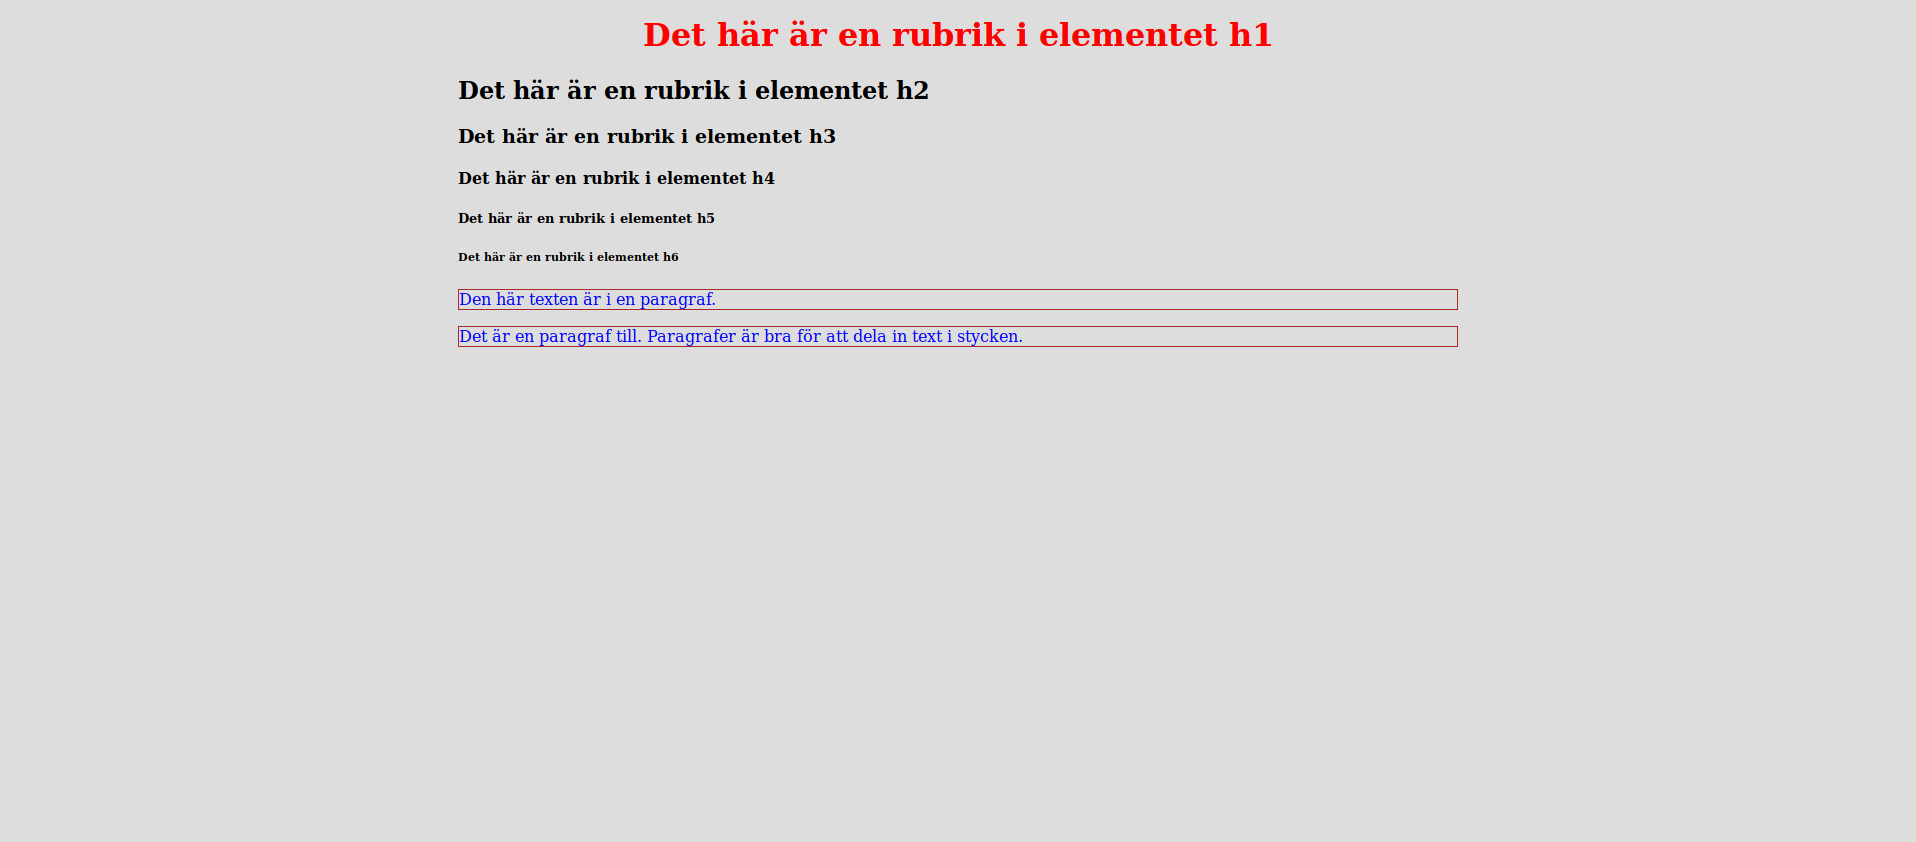 Det här är en rubrik i elementet h1
Det här är en rubrik i elementet h2
Det här är en rubrik i elementet h3
Det här är en rubrik i elementet h4
Det här är en rubrik i elementet h5
Det här är en rubrik i elementet h6
Den här texten är i en paragraf.
Det är en paragraf till. Paragrafer är bra för att dela in text i stycken.